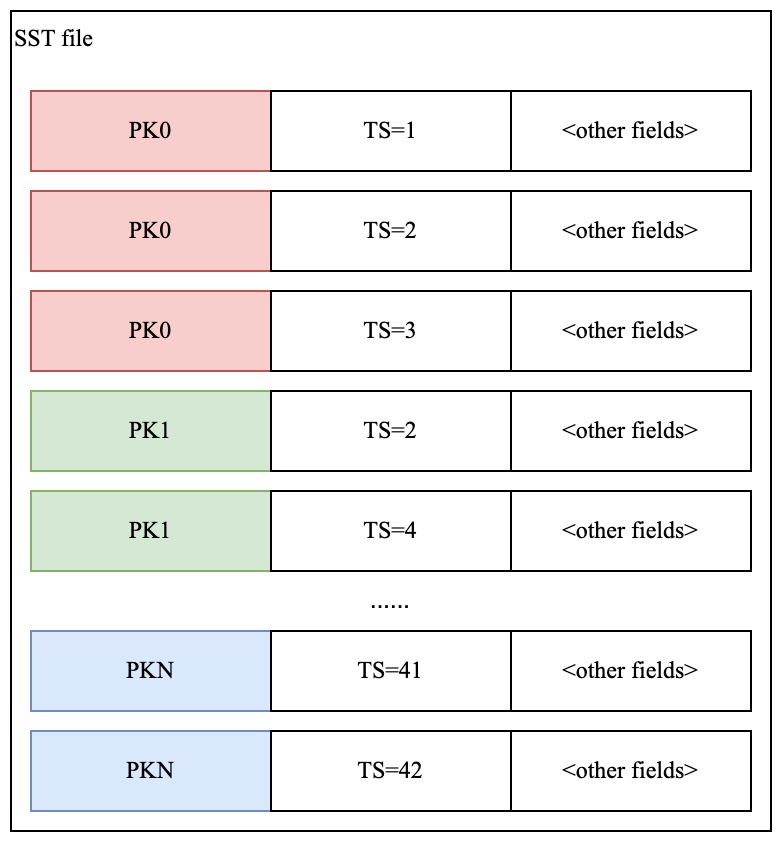 SST file
PK0 TS=1 <other fields>
PK0 TS=2 <other fields>
PK0 TS=3 <other fields>
PK1 TS=2 <other fields>
PK1 TS=4 <other fields>
......
PKN TS=41 <other fields>
PKN TS=42 <other fields>